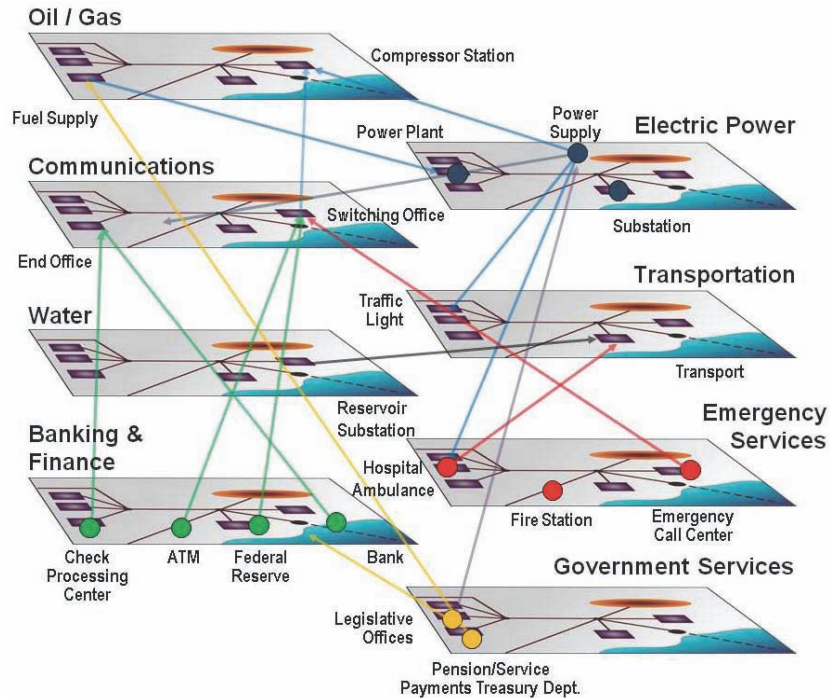 Oil / Gas
Compressor Station
Fuel Supply
Power Plant
Power
Supply
Electric Power
Communications
Switching Office
Substation
End Office
Transportation
Water
Traffic
Light
Transport
Reservoir
Substation
Emergency
Services
Banking &
Finance
Hospital
Ambulance
Fire Station
Emergency
Call Center
Check
Processing
Center
ATM
Federal
Reserve
Bank
Government Services
Legislative
Offices
Pension/Service
Payments Treasury Dept.